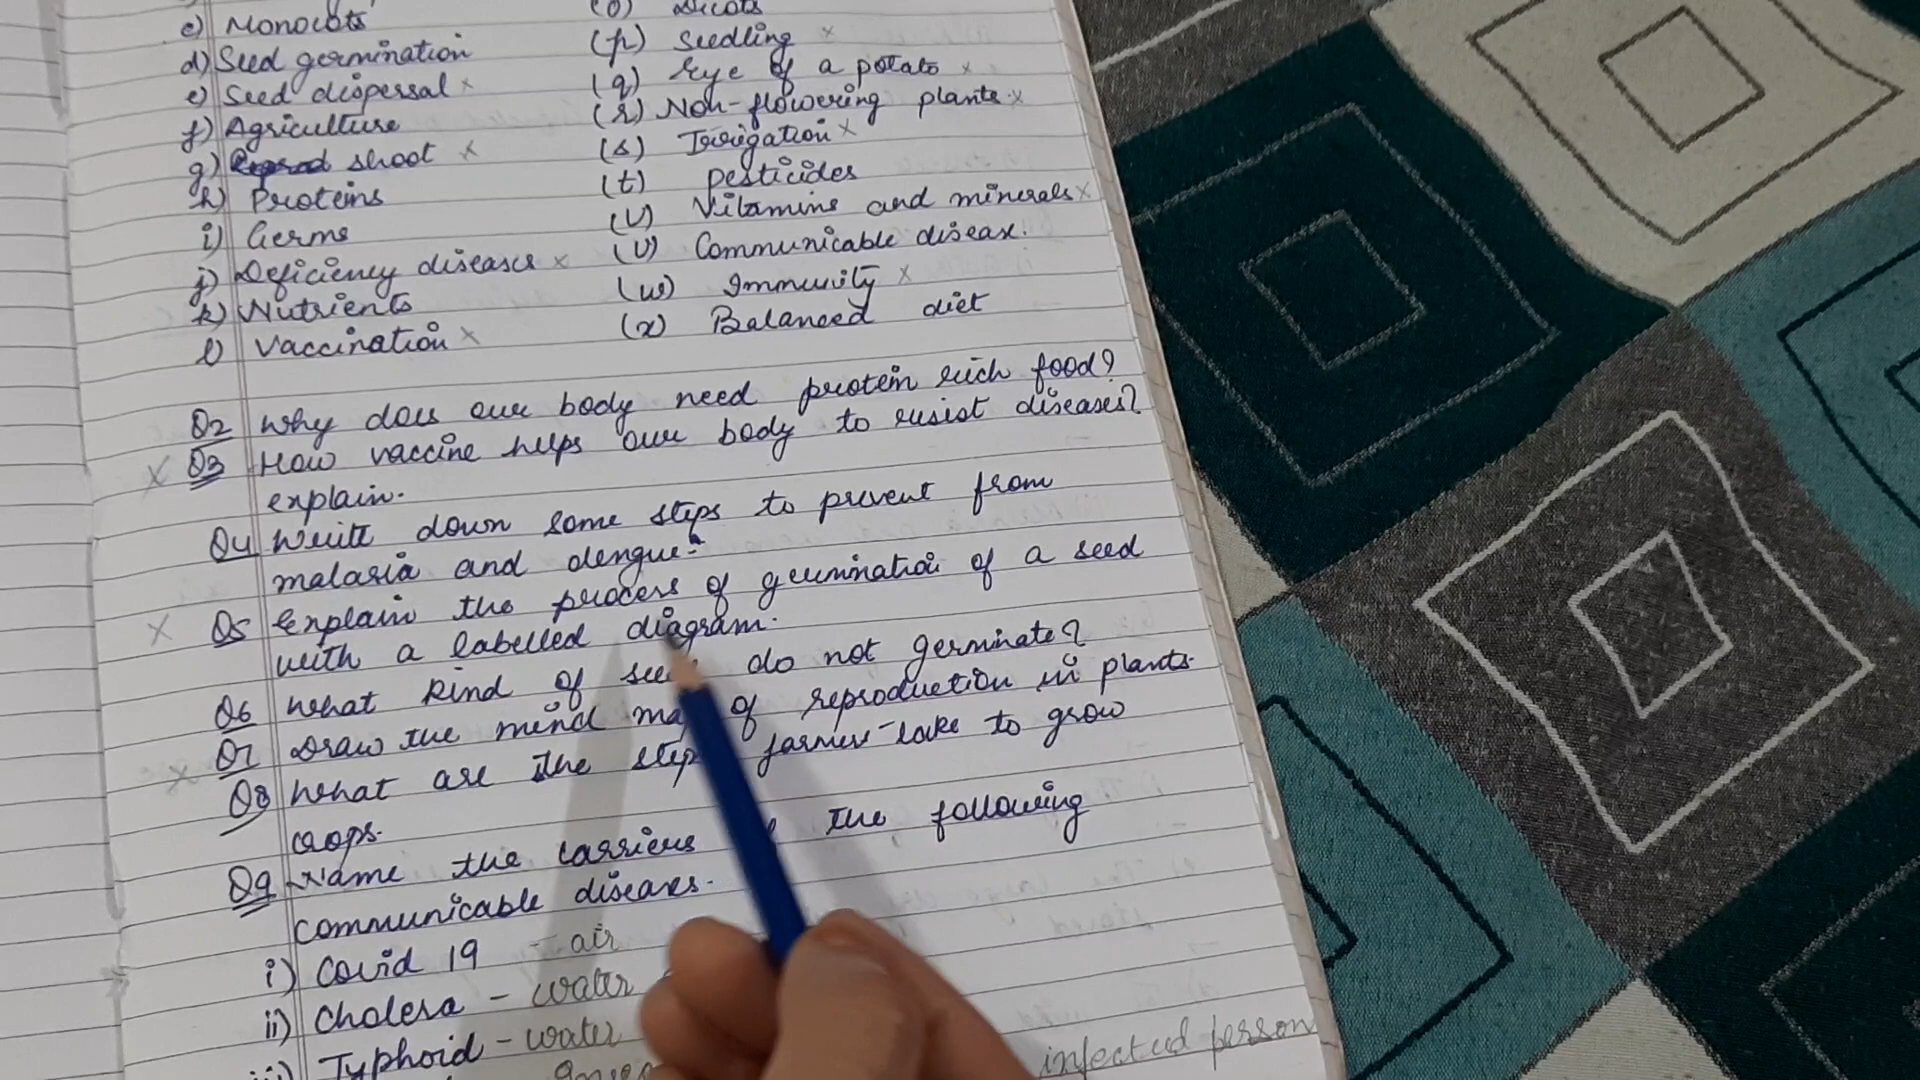 c) Monocots (o) Dicots
d) Seed germination (p) Seedling x
e) Seed dispersal x (q) Eye of a potato x
f) Agriculture (r) Non-flowering plants x
g) shoot x (s) Irrigation x
h) Proteins (t) pesticides
i) Germs (u) Vitamins and minerals x
j) Deficiency diseases x (v) Communicable disease.
k) Nutrients (w) Immunity x
l) Vaccination x (x) Balanced diet
Q2 Why does our body need protein rich food?
x Q3 How vaccine helps our body to resist diseases?
explain.
Q4 Write down some steps to prevent from
malaria and dengue.
x Q5 Explain the process of germination of a seed
with a labelled diagram.
Q6 What kind of do not germinate?
Q7 Draw the mind of reproduction in plants.
x Q8 What are the farmers take to grow
crops.
Q9 Name the carriers the following
communicable diseases.
i) Covid 19 - air
ii) Cholera - water
iii) Typhoid - water
infected person